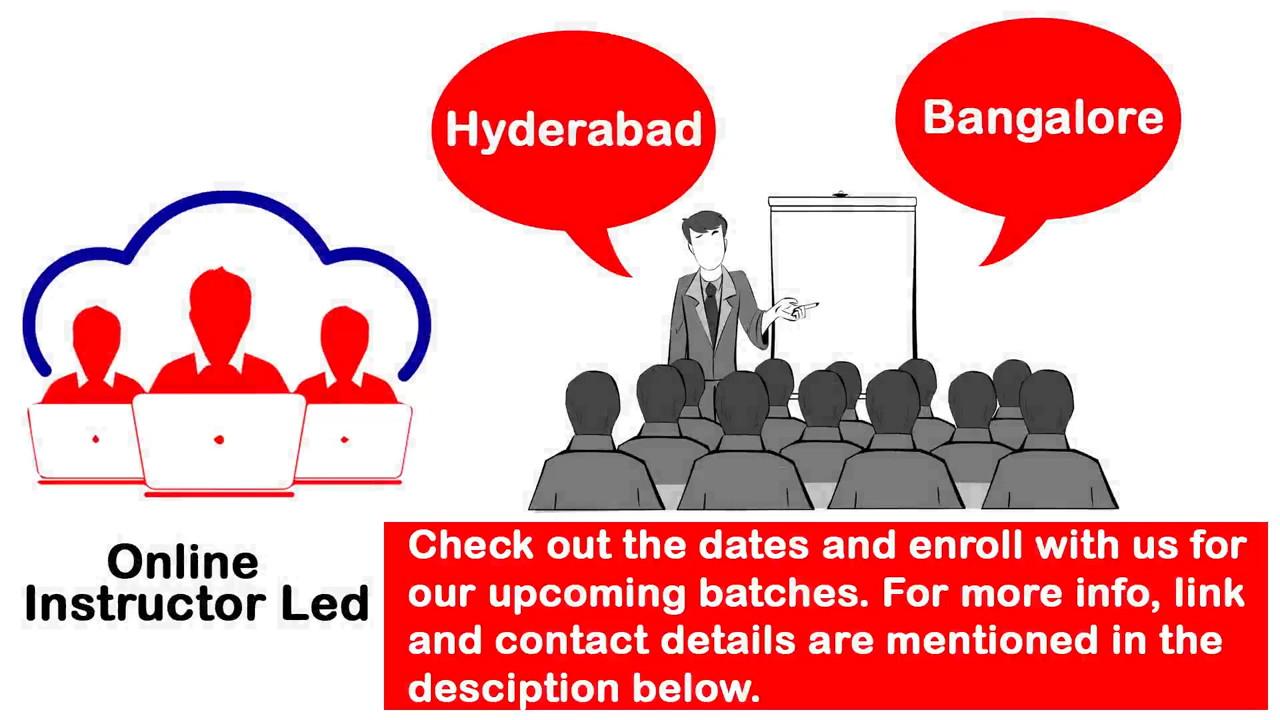 Hyderabad
Bangalore
Online
Instructor Led
Check out the dates and enroll with us for
our upcoming batches. For more info, link
and contact details are mentioned in the
desciption below.